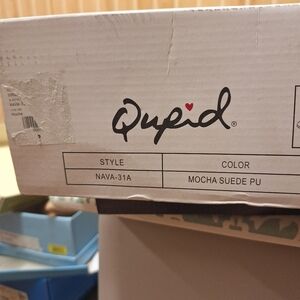 Qupid®
STYLE COLOR
NAVA-31A MOCHA SUEDE PU